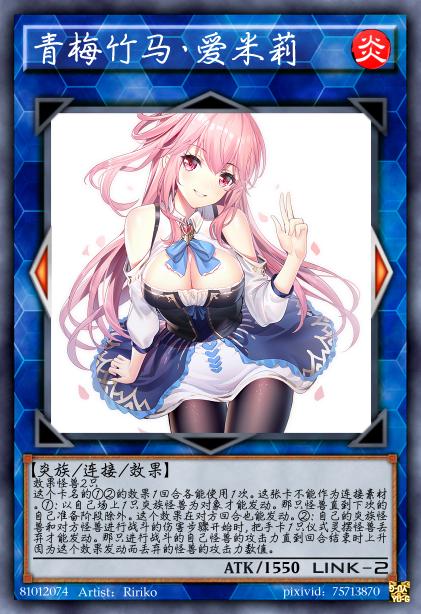 青梅竹马·爱米莉
炎
【炎族/连接/效果】
效果怪兽2只
这个卡名的①②的效果1回合各能使用1次。这张卡不能作为连接素材
。①：以自己场上1只炎族怪兽为对象才能发动。那只怪兽直到下次的
自己准备阶段除外。这个效果在对方回合也能发动。②：自己的炎族怪
兽和对方怪兽进行战斗的伤害步骤开始时，把手卡1只仪式灵摆怪兽丢
弃才能发动。那只进行战斗的自己怪兽的攻击力直到回合结束时上升
因为这个效果发动而丢弃的怪兽的攻击力数值。
ATK/1550 LINK-2
81012074 Artist: Ririko pixivid: 75713870